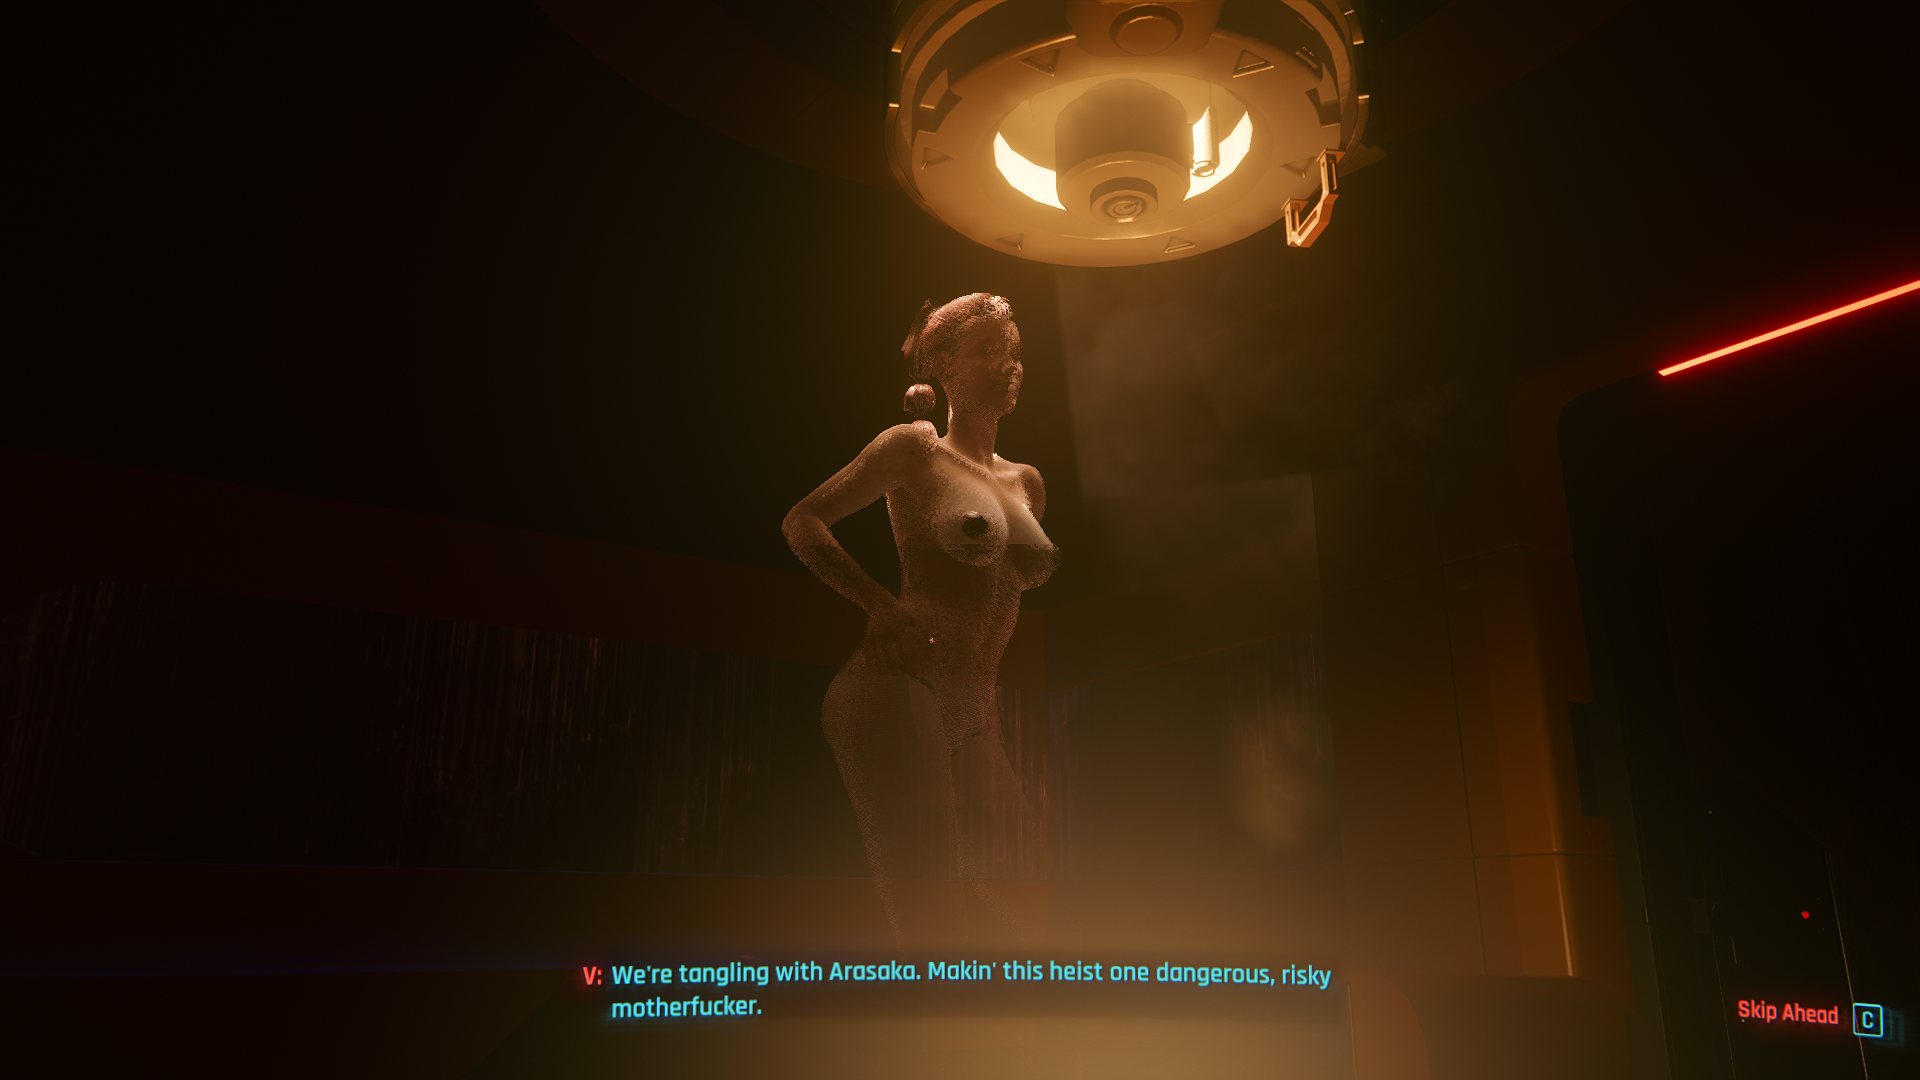 V: We're tangling with Arasaka. Makin' this heist one dangerous, risky
motherfucker.
Skip Ahead C